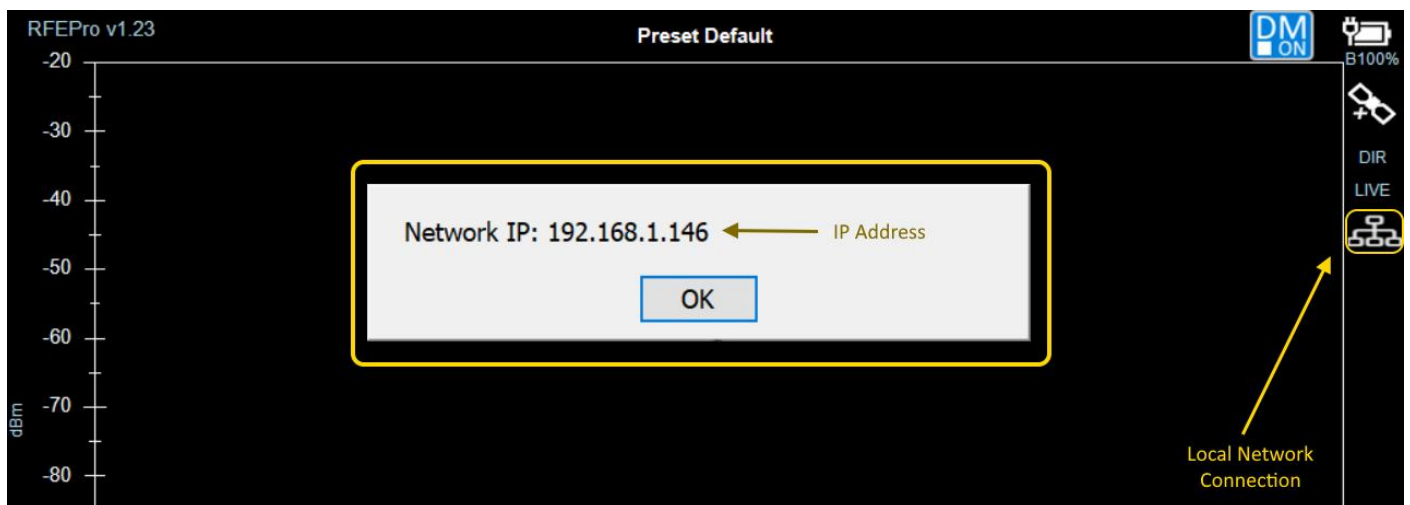 RFEPro v1.23
Preset Default
DM
ON
B100%
-20
-30
DIR
-40
LIVE
Network IP: 192.168.1.146
IP Address
-50
OK
-60
-70
dBm
Local Network
Connection
-80